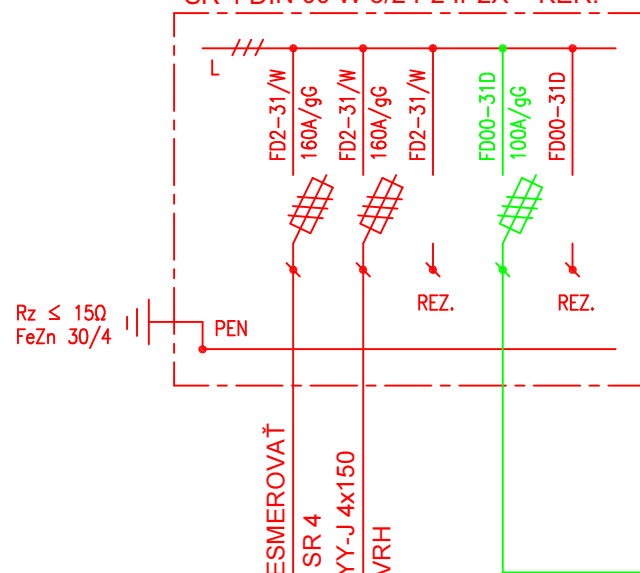 L
FD2-31/W
160A/gG
FD2-31/W
160A/gG
FD2-31/W
FD00-31D
100A/gG
FD00-31D
REZ.
REZ.
Rz ≤ 15Ω
FeZn 30/4
PEN
ESMEROVAŤ
SR 4
YY-J 4x150
VRH